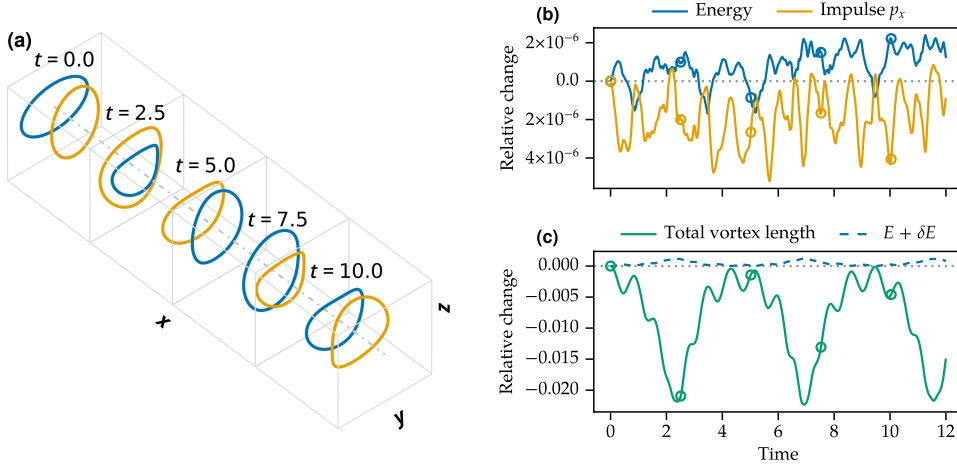 (a)
t = 0.0
t = 2.5
t = 5.0
t = 7.5
t = 10.0
x
y
z
(b)
Energy
Impulse pₓ
Relative change
2×10⁻⁶
0.0
2×10⁻⁶
4×10⁻⁶
(c)
Total vortex length
E + δE
Relative change
0.000
−0.005
−0.010
−0.015
−0.020
0 2 4 6 8 10 12
Time